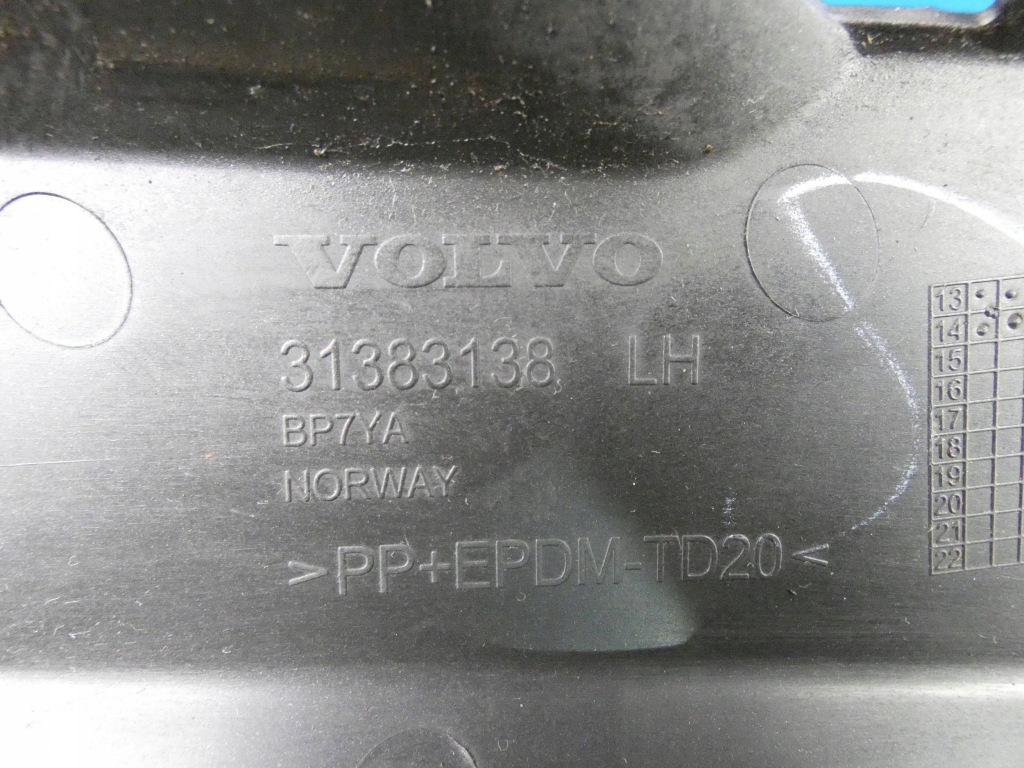 VOLVO
31383138 LH
BP7YA
NORWAY
>PP+EPDM-TD20<
13
14
15
16
17
18
19
20
21
22